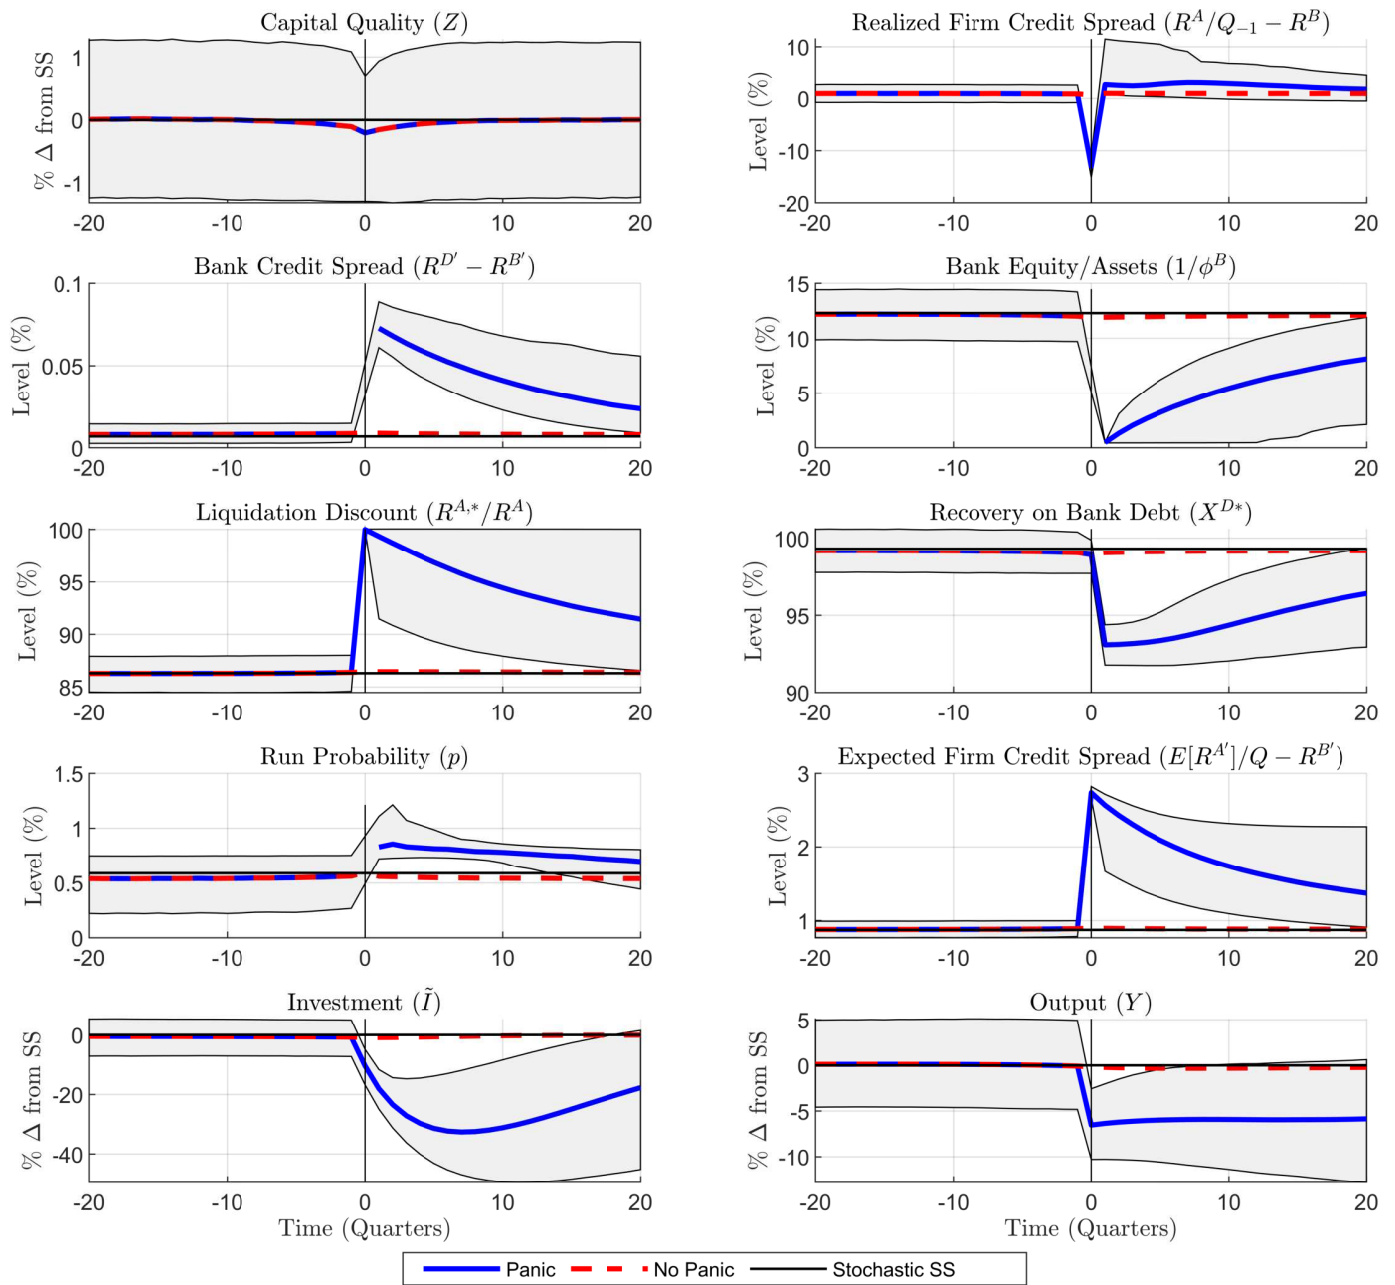 Capital Quality (Z)
% Δ from SS
1
0
-1
-20 -10 0 10 20
Realized Firm Credit Spread (R^A/Q_{-1} − R^B)
Level (%)
10
0
-10
-20
-20 -10 0 10 20
Bank Credit Spread (R^{D′} − R^{B′})
Level (%)
0.1
0.05
0
-20 -10 0 10 20
Bank Equity/Assets (1/φ^B)
Level (%)
15
10
5
0
-20 -10 0 10 20
Liquidation Discount (R^{A,*}/R^A)
Level (%)
100
95
90
85
-20 -10 0 10 20
Recovery on Bank Debt (X^{D*})
Level (%)
100
95
90
-20 -10 0 10 20
Run Probability (p)
Level (%)
1.5
1
0.5
0
-20 -10 0 10 20
Expected Firm Credit Spread (E[R^{A′}]/Q − R^{B′})
Level (%)
3
2
1
-20 -10 0 10 20
Investment (Ĩ)
% Δ from SS
0
-20
-40
-20 -10 0 10 20
Time (Quarters)
Output (Y)
% Δ from SS
5
0
-5
-10
-20 -10 0 10 20
Time (Quarters)
Panic No Panic Stochastic SS